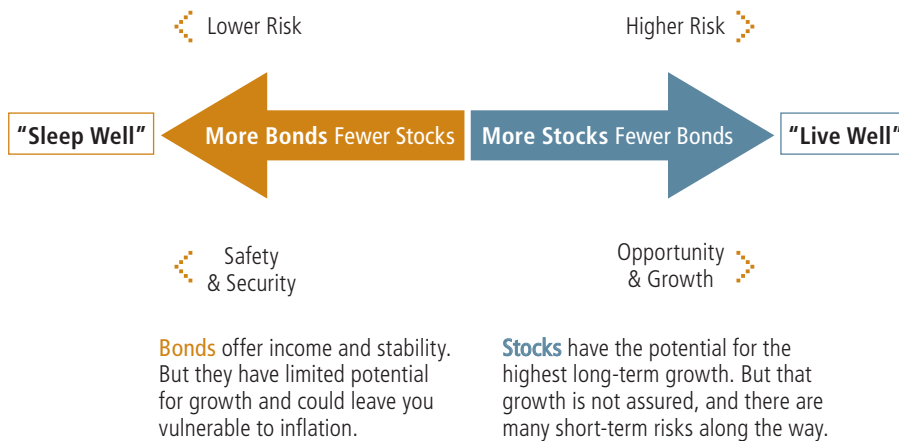 Lower Risk
Higher Risk
"Sleep Well"
More Bonds Fewer Stocks
More Stocks Fewer Bonds
"Live Well"
Safety
& Security
Opportunity
& Growth
Bonds offer income and stability.
But they have limited potential
for growth and could leave you
vulnerable to inflation.
Stocks have the potential for the
highest long-term growth. But that
growth is not assured, and there are
many short-term risks along the way.